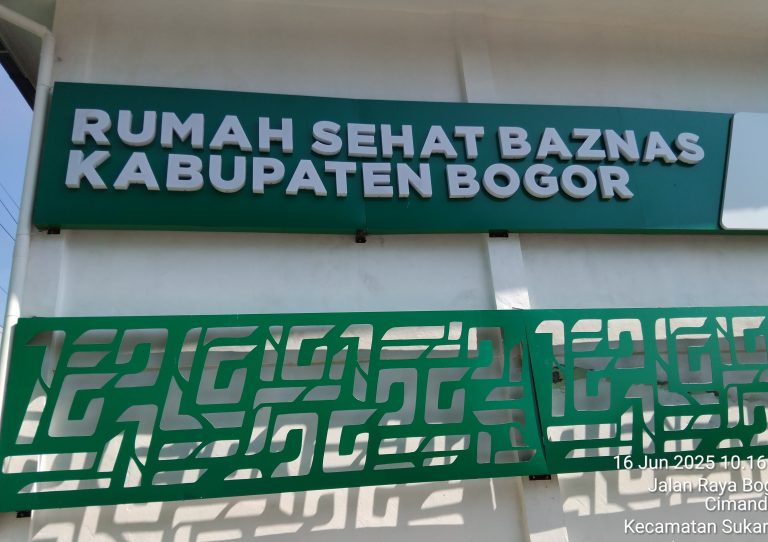 RUMAH SEHAT BAZNAS
KABUPATEN BOGOR
16 Jun 2025 10.16
Jalan Raya
Kecamatan